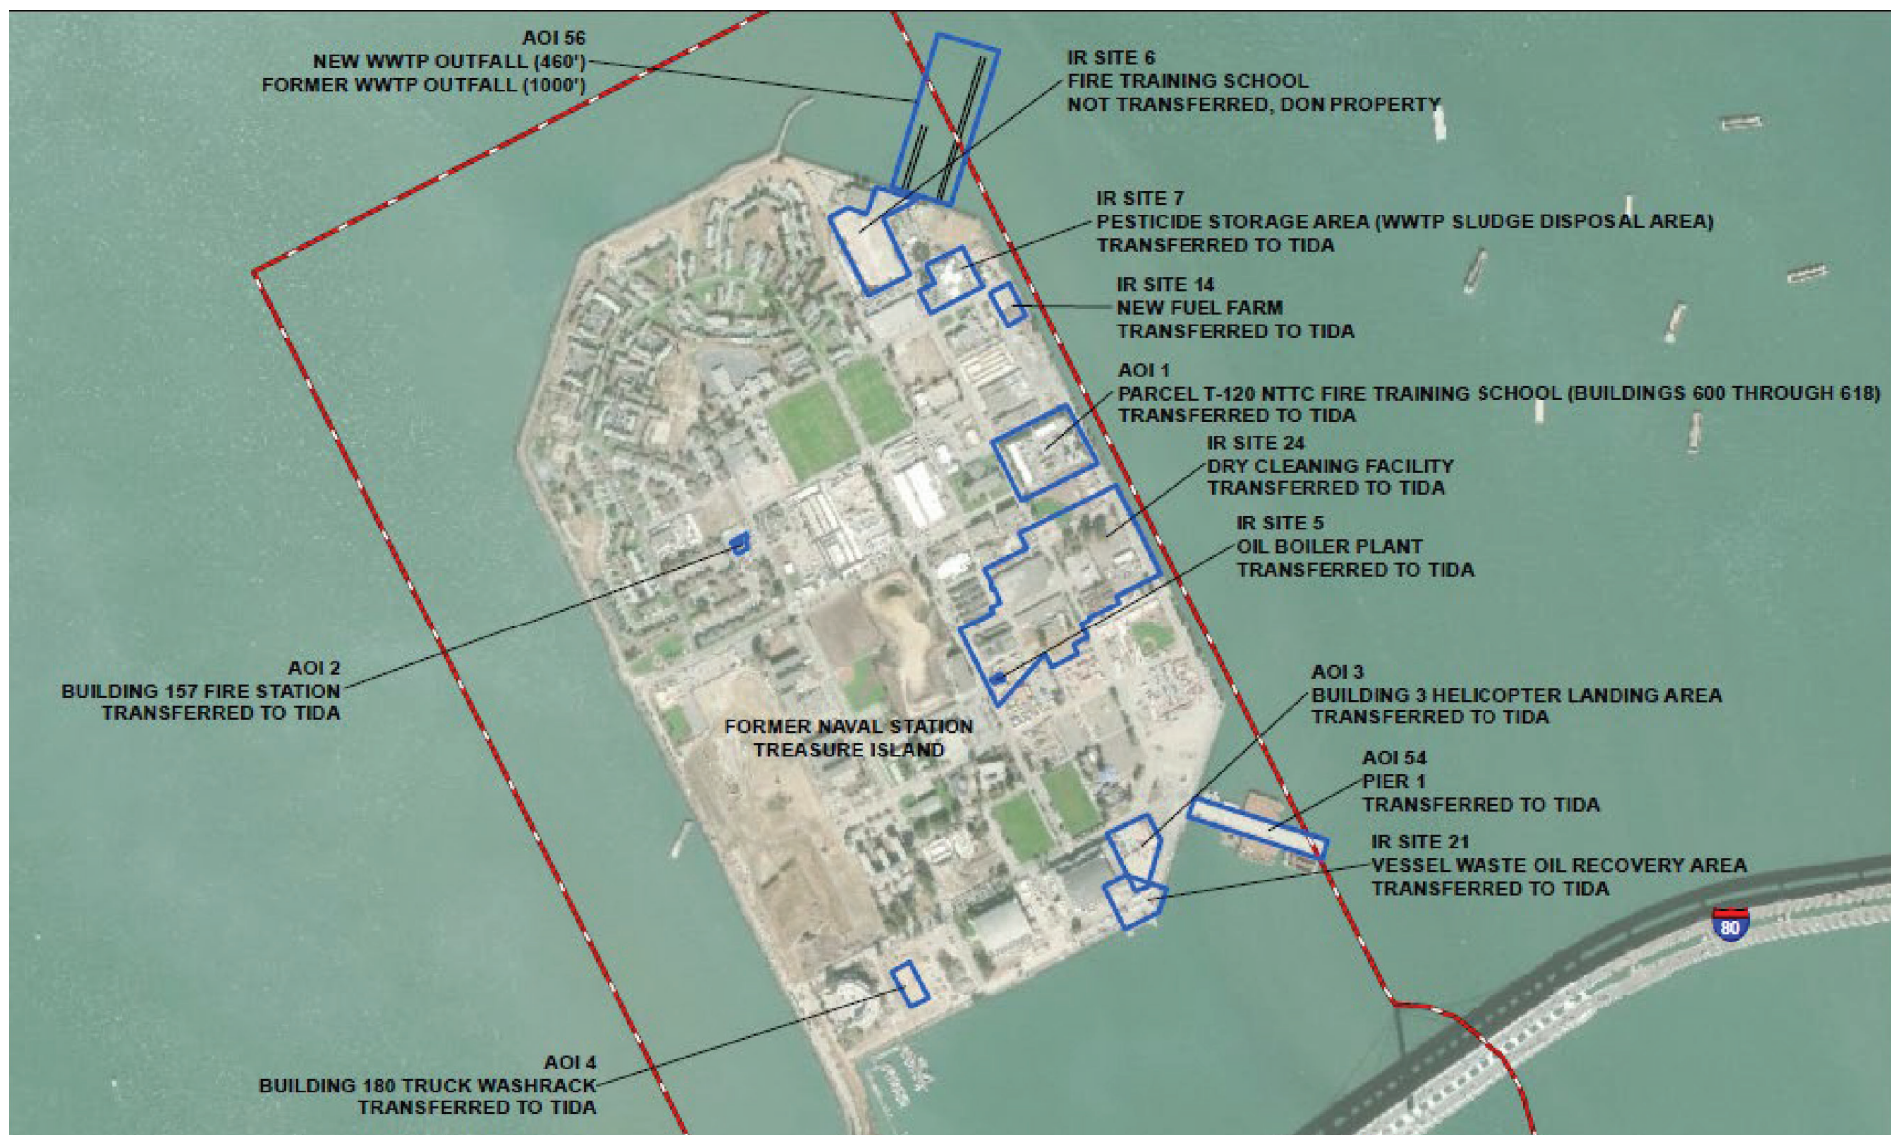 AOI 56
NEW WWTP OUTFALL (460')
FORMER WWTP OUTFALL (1000')
IR SITE 6
FIRE TRAINING SCHOOL
NOT TRANSFERRED, DON PROPERTY
IR SITE 7
PESTICIDE STORAGE AREA (WWTP SLUDGE DISPOSAL AREA)
TRANSFERRED TO TIDA
IR SITE 14
NEW FUEL FARM
TRANSFERRED TO TIDA
AOI 1
PARCEL T-120 NTTC FIRE TRAINING SCHOOL (BUILDINGS 600 THROUGH 618)
TRANSFERRED TO TIDA
IR SITE 24
DRY CLEANING FACILITY
TRANSFERRED TO TIDA
IR SITE 5
OIL BOILER PLANT
TRANSFERRED TO TIDA
AOI 2
BUILDING 157 FIRE STATION
TRANSFERRED TO TIDA
AOI 3
BUILDING 3 HELICOPTER LANDING AREA
TRANSFERRED TO TIDA
FORMER NAVAL STATION
TREASURE ISLAND
AOI 54
PIER 1
TRANSFERRED TO TIDA
IR SITE 21
VESSEL WASTE OIL RECOVERY AREA
TRANSFERRED TO TIDA
80
AOI 4
BUILDING 180 TRUCK WASHRACK
TRANSFERRED TO TIDA